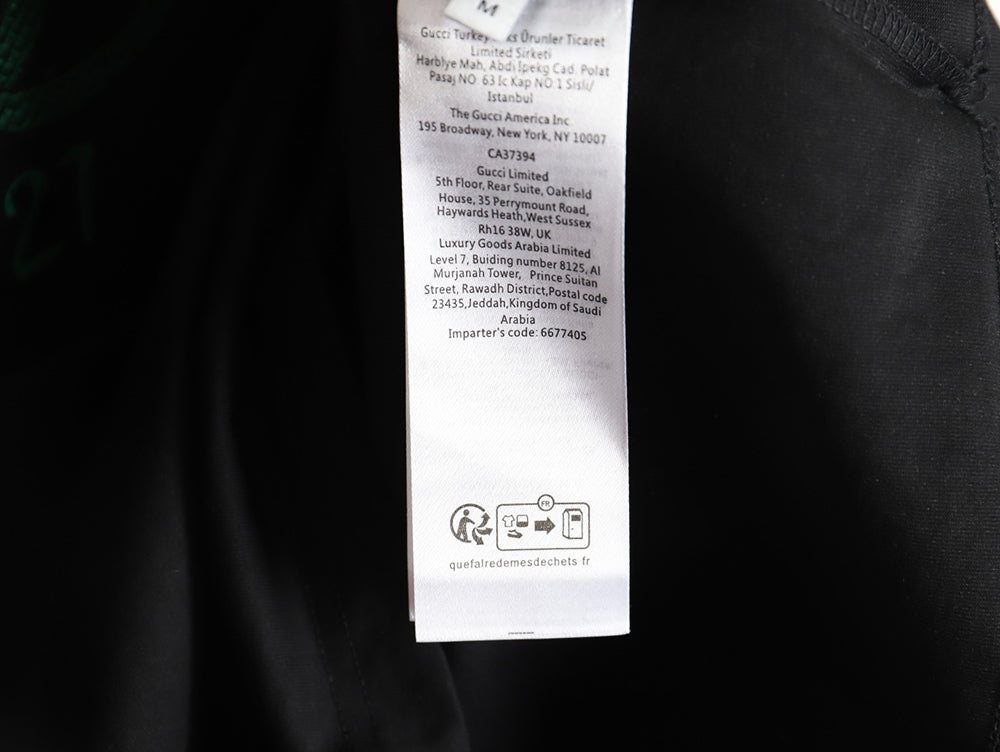 M
Gucci Turkey ks Ürunler Ticaret
Limited Sirketi
Harblye Mah, Abdi Ipekg Cad. Polat
Pasaj NO 63 Ic Kap NO 1 Sisli/
Istanbul
The Gucci America Inc.
195 Broadway, New York, NY 10007
CA37394
Gucci Limited
5th Floor, Rear Suite, Oakfield
House, 35 Perrymount Road,
Haywards Heath,West Sussex
Rh16 38W, UK
Luxury Goods Arabia Limited
Level 7, Buiding number 8125, Al
Murjanah Tower, Prince Suitan
Street, Rawadh District,Postal code
23435,Jeddah,Kingdom of Saudi
Arabia
Imparter's code: 6677405
FR
quefalredemesdechets fr
21